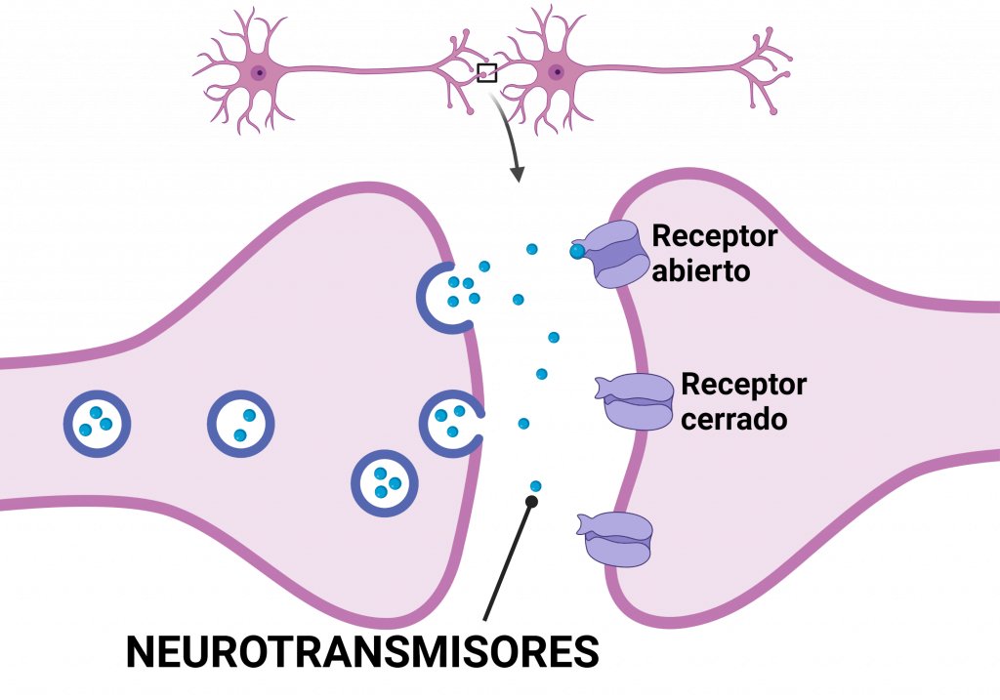 Receptor
abierto
Receptor
cerrado
NEUROTRANSMISORES